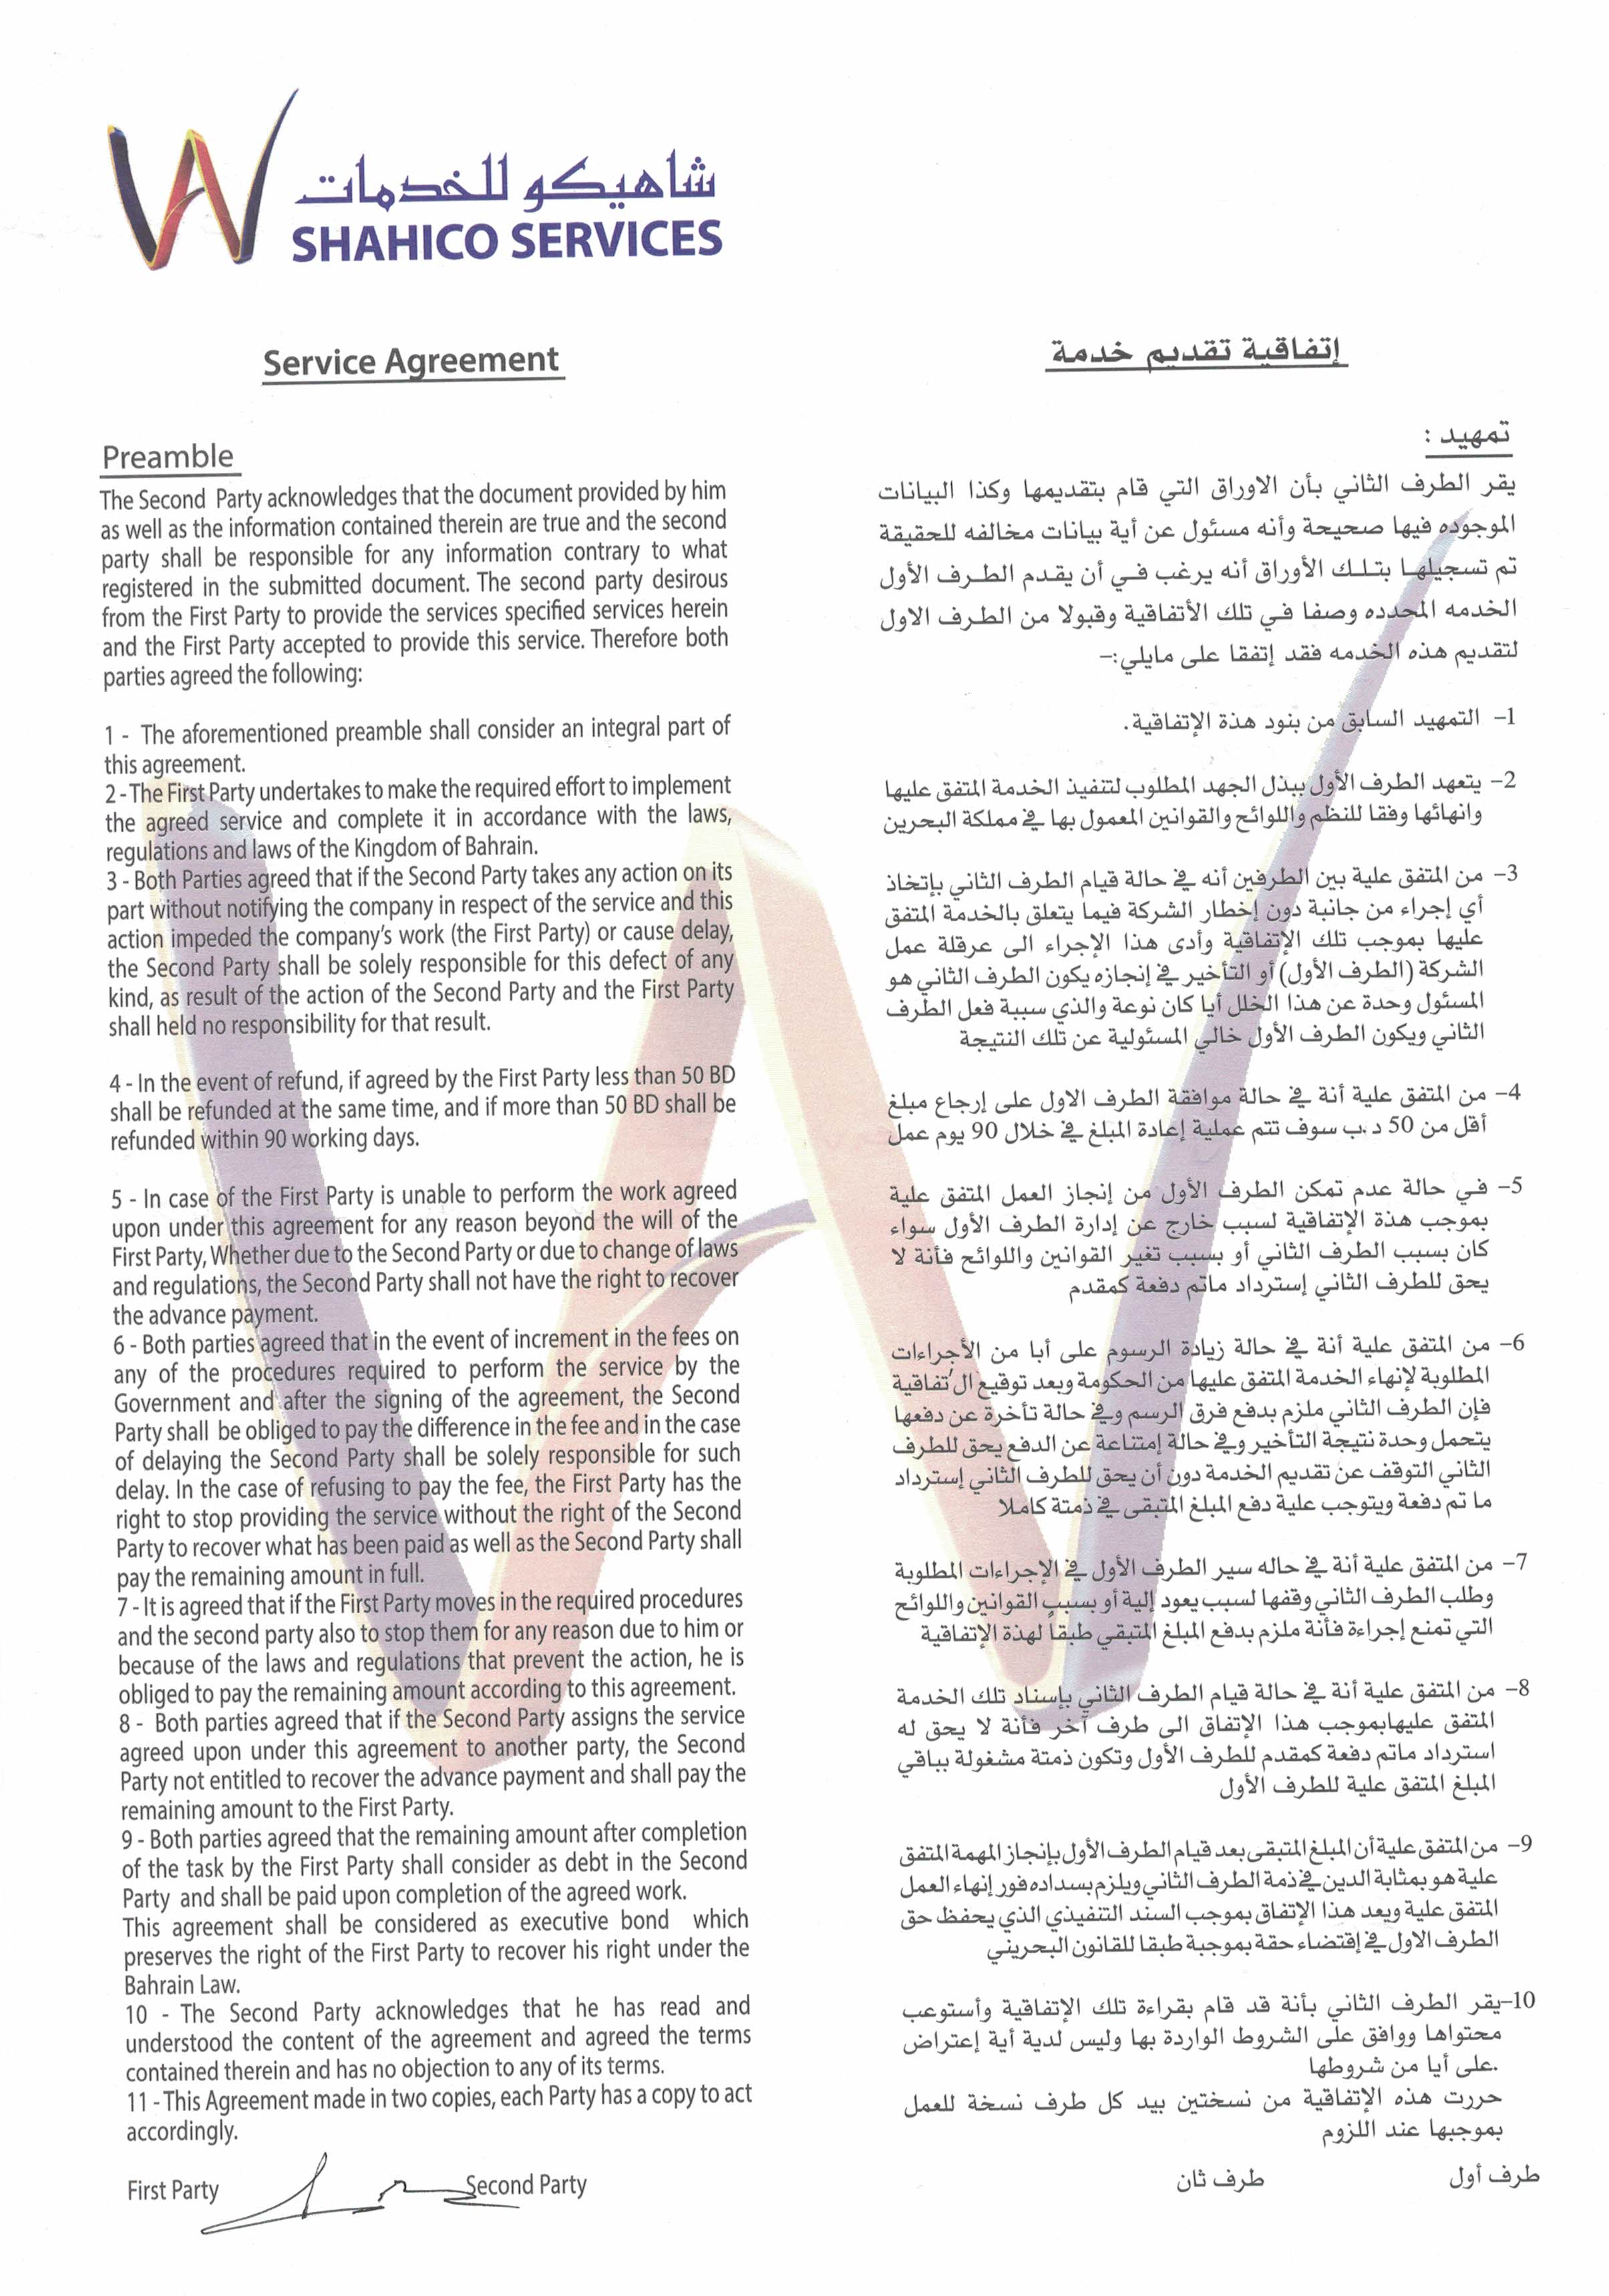 شاهيكو للخدمات
SHAHICO SERVICES
Service Agreement
Preamble
The Second Party acknowledges that the document provided by him
as well as the information contained therein are true and the second
party shall be responsible for any information contrary to what
registered in the submitted document. The second party desirous
from the First Party to provide the services specified services herein
and the First Party accepted to provide this service. Therefore both
parties agreed the following:
1 - The aforementioned preamble shall consider an integral part of
this agreement.
2 - The First Party undertakes to make the required effort to implement
the agreed service and complete it in accordance with the laws,
regulations and laws of the Kingdom of Bahrain.
3 - Both Parties agreed that if the Second Party takes any action on its
part without notifying the company in respect of the service and this
action impeded the company's work (the First Party) or cause delay,
the Second Party shall be solely responsible for this defect of any
kind, as result of the action of the Second Party and the First Party
shall held no responsibility for that result.
4 - In the event of refund, if agreed by the First Party less than 50 BD
shall be refunded at the same time, and if more than 50 BD shall be
refunded within 90 working days.
5 - In case of the First Party is unable to perform the work agreed
upon under this agreement for any reason beyond the will of the
First Party, Whether due to the Second Party or due to change of laws
and regulations, the Second Party shall not have the right to recover
the advance payment.
6 - Both parties agreed that in the event of increment in the fees on
any of the procedures required to perform the service by the
Government and after the signing of the agreement, the Second
Party shall be obliged to pay the difference in the fee and in the case
of delaying the Second Party shall be solely responsible for such
delay. In the case of refusing to pay the fee, the First Party has the
right to stop providing the service without the right of the Second
Party to recover what has been paid as well as the Second Party shall
pay the remaining amount in full.
7 - It is agreed that if the First Party moves in the required procedures
and the second party also to stop them for any reason due to him or
because of the laws and regulations that prevent the action, he is
obliged to pay the remaining amount according to this agreement.
8 - Both parties agreed that if the Second Party assigns the service
agreed upon under this agreement to another party, the Second
Party not entitled to recover the advance payment and shall pay the
remaining amount to the First Party.
9 - Both parties agreed that the remaining amount after completion
of the task by the First Party shall consider as debt in the Second
Party and shall be paid upon completion of the agreed work.
This agreement shall be considered as executive bond which
preserves the right of the First Party to recover his right under the
Bahrain Law.
10 - The Second Party acknowledges that he has read and
understood the content of the agreement and agreed the terms
contained therein and has no objection to any of its terms.
11 - This Agreement made in two copies, each Party has a copy to act
accordingly.
First Party Second Party
إتفاقية تقديم خدمة
تمهيد :
يقر الطرف الثاني بأن الاوراق التي قام بتقديمها وكذا البيانات
الموجوده فيها صحيحة وأنه مسئول عن أية بيانات مخالفه للحقيقة
تم تسجيلها بتلك الأوراق أنه يرغب في أن يقدم الطرف الأول
الخدمه المحدده وصفا في تلك الأتفاقية وقبولا من الطرف الاول
لتقديم هذه الخدمه فقد إتفقا على مايلي:–
1– التمهيد السابق من بنود هذة الإتفاقية.
2– يتعهد الطرف الأول ببذل الجهد المطلوب لتنفيذ الخدمة المتفق عليها
وانهائها وفقا للنظم واللوائح والقوانين المعمول بها في مملكة البحرين
3– من المتفق علية بين الطرفين أنه في حالة قيام الطرف الثاني بإتخاذ
أي إجراء من جانبة دون إخطار الشركة فيما يتعلق بالخدمة المتفق
عليها بموجب تلك الإتفاقية وأدى هذا الإجراء الى عرقلة عمل
الشركة (الطرف الأول) أو التأخير في إنجازه يكون الطرف الثاني هو
المسئول وحدة عن هذا الخلل أيا كان نوعة والذي سببة فعل الطرف
الثاني ويكون الطرف الأول خالي المسئولية عن تلك النتيجة
4– من المتفق علية أنة في حالة موافقة الطرف الاول على إرجاع مبلغ
أقل من 50 د.ب سوف تتم عملية إعادة المبلغ في خلال 90 يوم عمل
5– في حالة عدم تمكن الطرف الأول من إنجاز العمل المتفق علية
بموجب هذة الإتفاقية لسبب خارج عن إدارة الطرف الأول سواء
كان بسبب الطرف الثاني أو بسبب تغير القوانين واللوائح فأنة لا
يحق للطرف الثاني إسترداد ماتم دفعة كمقدم
6– من المتفق علية أنة في حالة زيادة الرسوم على أبا من الأجراءات
المطلوبة لإنهاء الخدمة المتفق عليها من الحكومة وبعد توقيع ال'تفاقية
فإن الطرف الثاني ملزم بدفع فرق الرسم وفي حالة تأخرة عن دفعها
يتحمل وحدة نتيجة التأخير وفي حالة إمتناعة عن الدفع يحق للطرف
الثاني التوقف عن تقديم الخدمة دون أن يحق للطرف الثاني إسترداد
ما تم دفعة ويتوجب علية دفع المبلغ المتبقى في ذمتة كاملا
7– من المتفق علية أنة في حاله سير الطرف الأول في الإجراءات المطلوبة
وطلب الطرف الثاني وقفها لسبب يعود إلية أو بسبب القوانين واللوائح
التي تمنع إجراءة فأنة ملزم بدفع المبلغ المتبقي طبقاً لهذة الإتفاقية
8– من المتفق علية أنة في حالة قيام الطرف الثاني بإسناد تلك الخدمة
المتفق عليهابموجب هذا الإتفاق الى طرف آخر فأنة لا يحق له
استرداد ماتم دفعة كمقدم للطرف الأول وتكون ذمتة مشغولة بباقي
المبلغ المتفق علية للطرف الأول
9– من المتفق علية أن المبلغ المتبقى بعد قيام الطرف الأول بإنجاز المهمة المتفق
علية هو بمثابة الدين في ذمة الطرف الثاني ويلزم بسداده فور إنهاء العمل
المتفق علية ويعد هذا الإتفاق بموجب السند التنفيذي الذي يحفظ حق
الطرف الاول في إقتضاء حقة بموجبة طبقا للقانون البحريني
10–يقر الطرف الثاني بأنة قد قام بقراءة تلك الإتفاقية وأستوعب
محتواها ووافق على الشروط الواردة بها وليس لدية أية إعتراض
.على أيا من شروطها
حررت هذه الإتفاقية من نسختين بيد كل طرف نسخة للعمل
بموجبها عند اللزوم
طرف أول طرف ثان